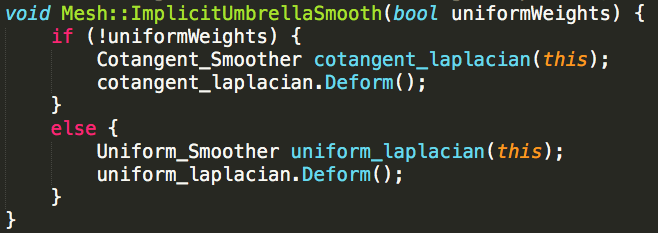 void Mesh::ImplicitUmbrellaSmooth(bool uniformWeights) {
    if (!uniformWeights) {
        Cotangent_Smoother cotangent_laplacian(this);
        cotangent_laplacian.Deform();
    }
    else {
        Uniform_Smoother uniform_laplacian(this);
        uniform_laplacian.Deform();
    }
}